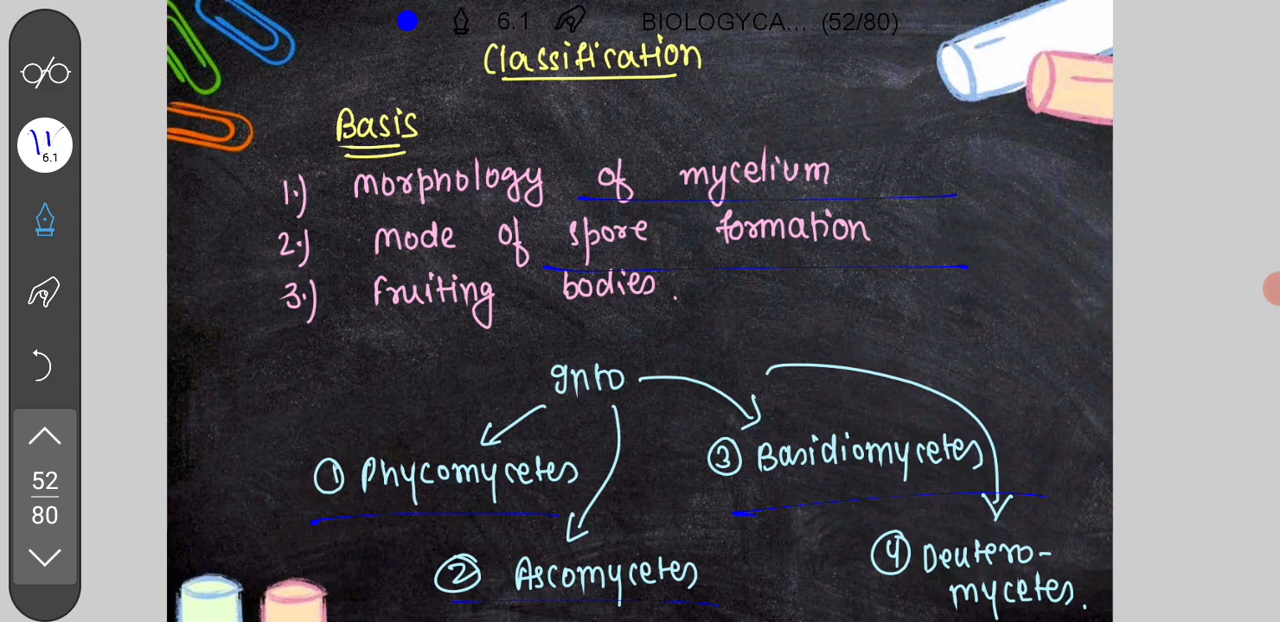 6.1 BIOLOGYCA... (52/80)
Classification
Basis
1.) morphology of mycelium
2.) mode of spore formation
3.) fruiting bodies.
Into
① Phycomycetes
③ Basidiomycetes
② Ascomycetes
④ Deutero-
mycetes.
6.1
52
80